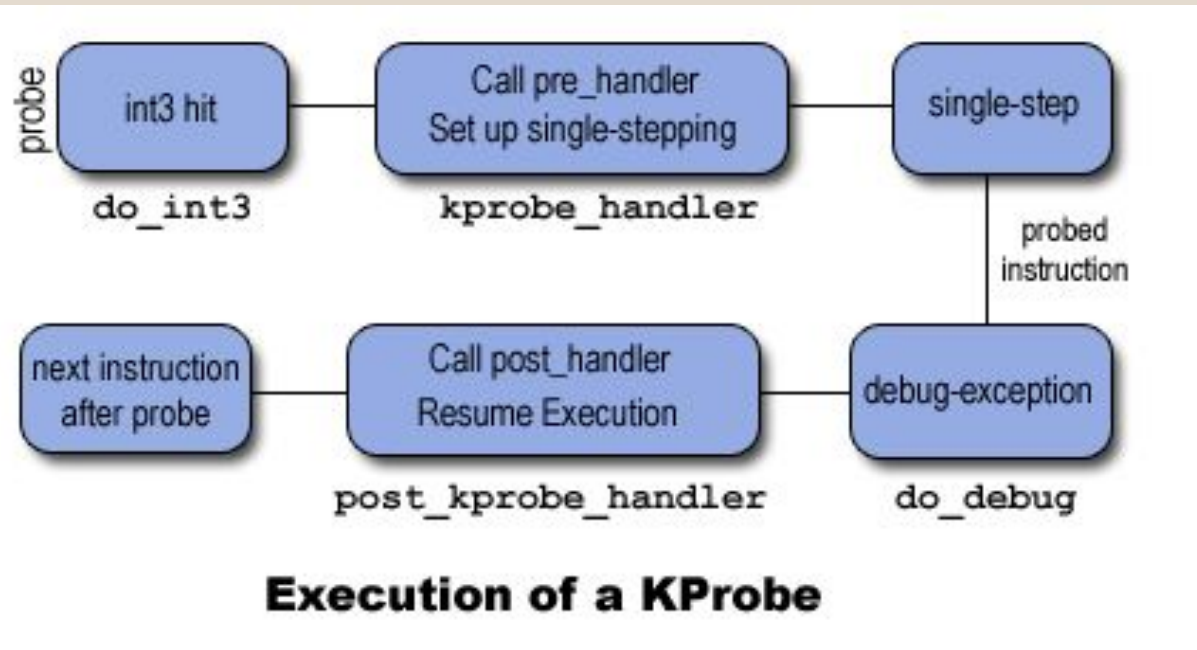 probe
int3 hit
do_int3
Call pre_handler
Set up single-stepping
kprobe_handler
single-step
probed
instruction
debug-exception
do_debug
Call post_handler
Resume Execution
post_kprobe_handler
next instruction
after probe
Execution of a KProbe